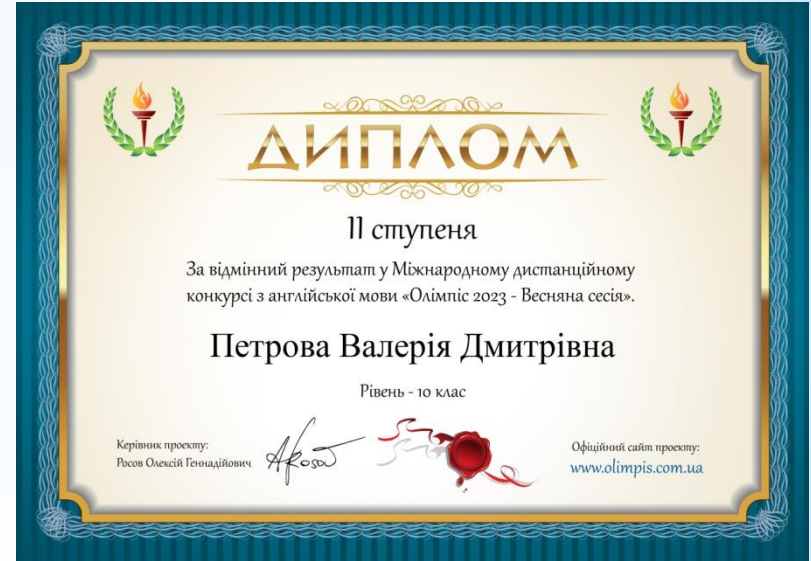 ДИПЛОМ
II ступеня
За відмінний результат у Міжнародному дистанційному
конкурсі з англійської мови «Олімпіс 2023 - Весняна сесія».
Петрова Валерія Дмитрівна
Рівень - 10 клас
Керівник проекту:
Росов Олексій Геннадійович
ARosov
Офіційний сайт проекту:
www.olimpis.com.ua